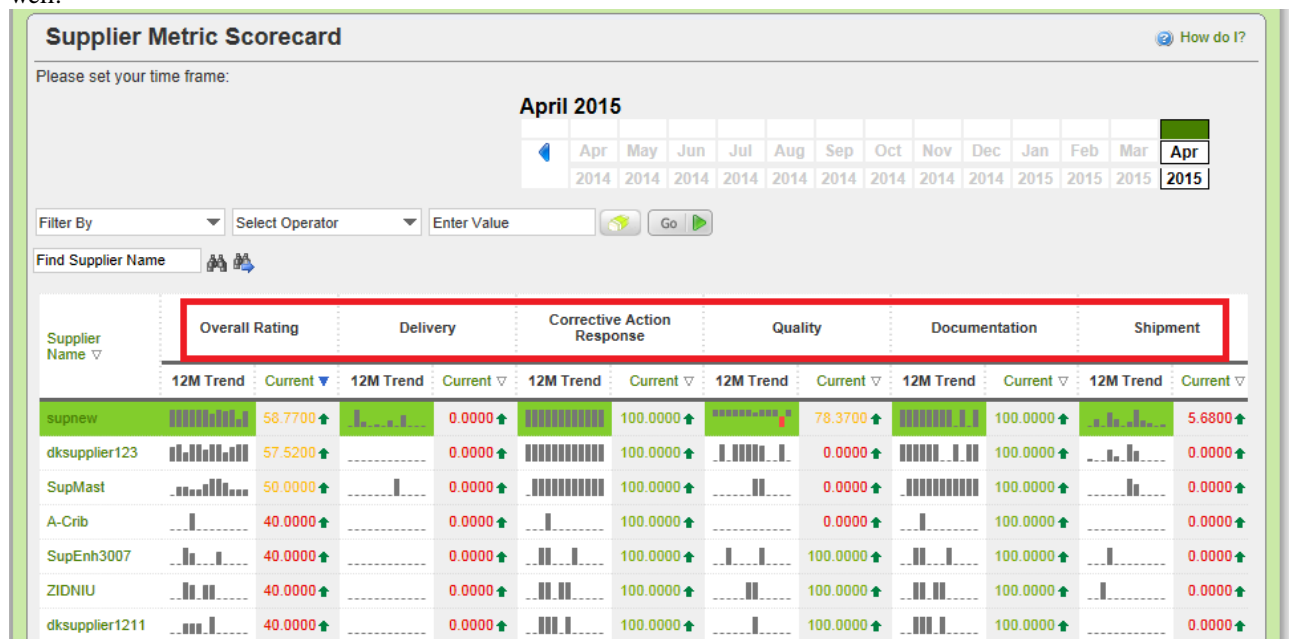 well.
Supplier Metric Scorecard How do I?
Please set your time frame:
April 2015
Apr May Jun Jul Aug Sep Oct Nov Dec Jan Feb Mar Apr
2014 2014 2014 2014 2014 2014 2014 2014 2014 2015 2015 2015 2015
Filter By Select Operator Enter Value Go
Find Supplier Name
Supplier Name Overall Rating Delivery Corrective Action Response Quality Documentation Shipment
12M Trend Current 12M Trend Current 12M Trend Current 12M Trend Current 12M Trend Current 12M Trend Current
supnew 58.7700 0.0000 100.0000 78.3700 100.0000 5.6800
dksupplier123 57.5200 0.0000 100.0000 0.0000 100.0000 0.0000
SupMast 50.0000 0.0000 100.0000 0.0000 100.0000 0.0000
A-Crib 40.0000 0.0000 100.0000 0.0000 100.0000 0.0000
SupEnh3007 40.0000 0.0000 100.0000 100.0000 100.0000 0.0000
ZIDNIU 40.0000 0.0000 100.0000 100.0000 100.0000 0.0000
dksupplier1211 40.0000 0.0000 100.0000 100.0000 100.0000 0.0000